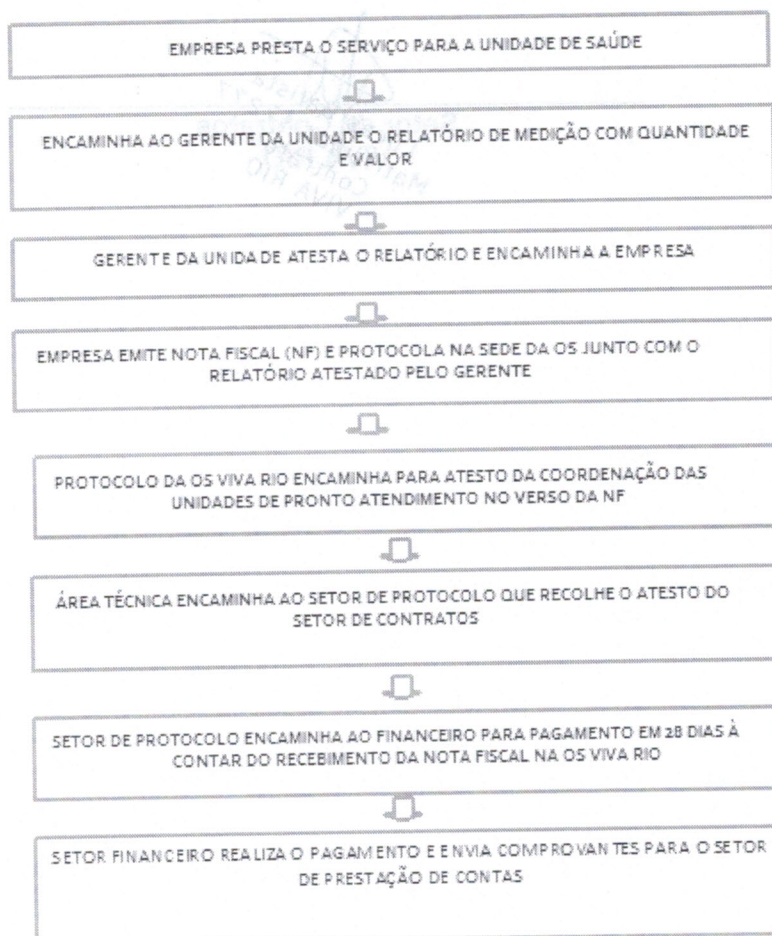 EMPRESA PRESTA O SERVIÇO PARA A UNIDADE DE SAÚDE
ENCAMINHA AO GERENTE DA UNIDADE O RELATÓRIO DE MEDIÇÃO COM QUANTIDADE
E VALOR
GERENTE DA UNIDADE ATESTA O RELATÓRIO E ENCAMINHA A EMPRESA
EMPRESA EMITE NOTA FISCAL (NF) E PROTOCOLA NA SEDE DA OS JUNTO COM O
RELATÓRIO ATESTADO PELO GERENTE
PROTOCOLO DA OS VIVA RIO ENCAMINHA PARA ATESTO DA COORDENAÇÃO DAS
UNIDADES DE PRONTO ATENDIMENTO NO VERSO DA NF
ÁREA TÉCNICA ENCAMINHA AO SETOR DE PROTOCOLO QUE RECOLHE O ATESTO DO
SETOR DE CONTRATOS
SETOR DE PROTOCOLO ENCAMINHA AO FINANCEIRO PARA PAGAMENTO EM 28 DIAS À
CONTAR DO RECEBIMENTO DA NOTA FISCAL NA OS VIVA RIO
SETOR FINANCEIRO REALIZA O PAGAMENTO E ENVIA COMPROVANTES PARA O SETOR
DE PRESTAÇÃO DE CONTAS